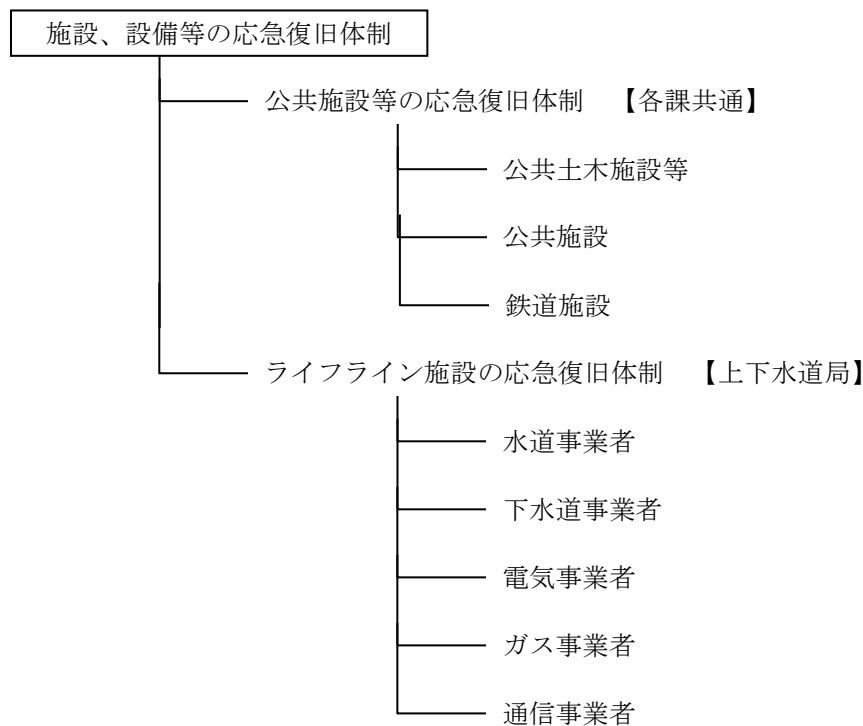 施設、設備等の応急復旧体制
公共施設等の応急復旧体制　【各課共通】
公共土木施設等
公共施設
鉄道施設
ライフライン施設の応急復旧体制　【上下水道局】
水道事業者
下水道事業者
電気事業者
ガス事業者
通信事業者